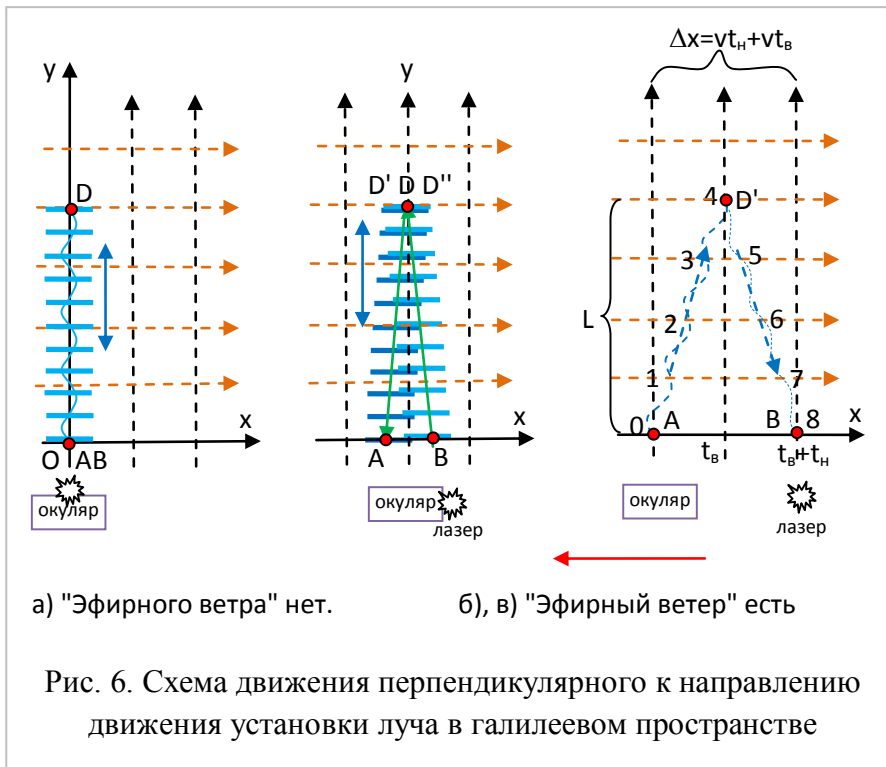 Δx=vtн+vtв
y
D
x
O AB
окуляр
y
D' D D''
x
A B
окуляр
лазер
4 D'
3 5
L
2 6
1 7
0 A B 8 x
tв tв+tн
окуляр
лазер
а) "Эфирного ветра" нет.
б), в) "Эфирный ветер" есть
Рис. 6. Схема движения перпендикулярного к направлению
движения установки луча в галилеевом пространстве